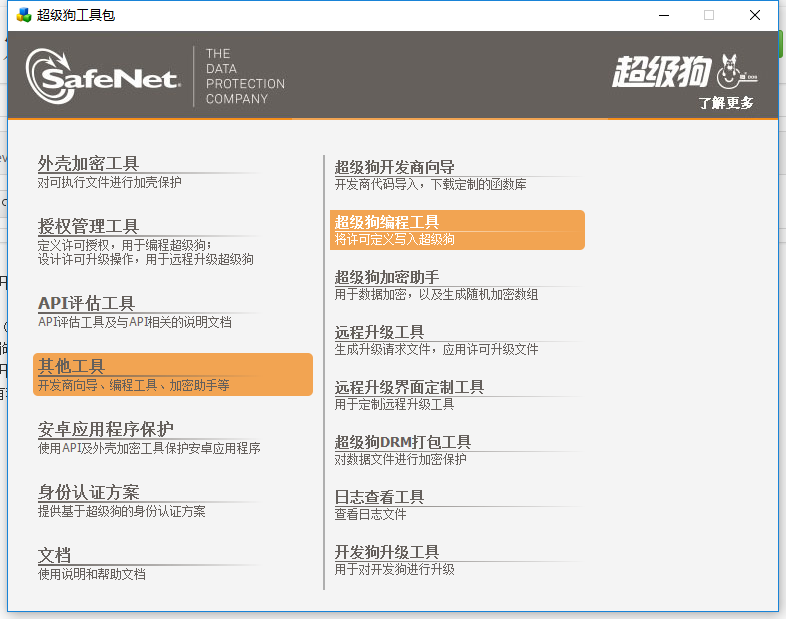 超级狗工具包
SafeNet.
THE
DATA
PROTECTION
COMPANY
超级狗
了解更多
外壳加密工具
对可执行文件进行加壳保护
授权管理工具
定义许可授权，用于编程超级狗；
设计许可升级操作，用于远程升级超级狗
API评估工具
API评估工具及与API相关的说明文档
其他工具
开发商向导、编程工具、加密助手等
安卓应用程序保护
使用API及外壳加密工具保护安卓应用程序
身份认证方案
提供基于超级狗的身份认证方案
文档
使用说明和帮助文档
超级狗开发商向导
开发商代码导入，下载定制的函数库
超级狗编程工具
将许可定义写入超级狗
超级狗加密助手
用于数据加密，以及生成随机加密数组
远程升级工具
生成升级请求文件，应用许可升级文件
远程升级界面定制工具
用于定制远程升级工具
超级狗DRM打包工具
对数据文件进行加密保护
日志查看工具
查看日志文件
开发狗升级工具
用于对开发狗进行升级